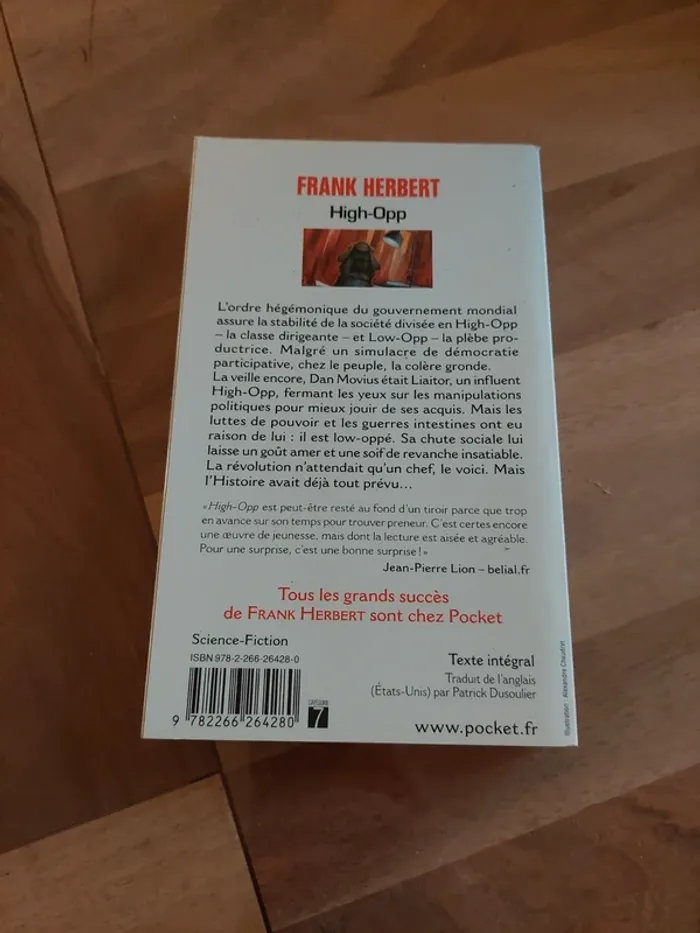 FRANK HERBERT
High-Opp
L'ordre hégémonique du gouvernement mondial
assure la stabilité de la société divisée en High-Opp
– la classe dirigeante – et Low-Opp – la plèbe pro-
ductrice. Malgré un simulacre de démocratie
participative, chez le peuple, la colère gronde.
La veille encore, Dan Movius était Liaitor, un influent
High-Opp, fermant les yeux sur les manipulations
politiques pour mieux jouir de ses acquis. Mais les
luttes de pouvoir et les guerres intestines ont eu
raison de lui : il est low-oppé. Sa chute sociale lui
laisse un goût amer et une soif de revanche insatiable.
La révolution n'attendait qu'un chef, le voici. Mais
l'Histoire avait déjà tout prévu...
« High-Opp est peut-être resté au fond d'un tiroir parce que trop
en avance sur son temps pour trouver preneur. C'est certes encore
une œuvre de jeunesse, mais dont la lecture est aisée et agréable.
Pour une surprise, c'est une bonne surprise ! »
Jean-Pierre Lion – belial.fr
Tous les grands succès
de FRANK HERBERT sont chez Pocket
Science-Fiction
ISBN 978-2-266-26428-0
9 782266 264280
CATÉGORIE
7
Texte intégral
Traduit de l'anglais
(États-Unis) par Patrick Dusoulier
www.pocket.fr
Illustration : Alexandre Chaudret